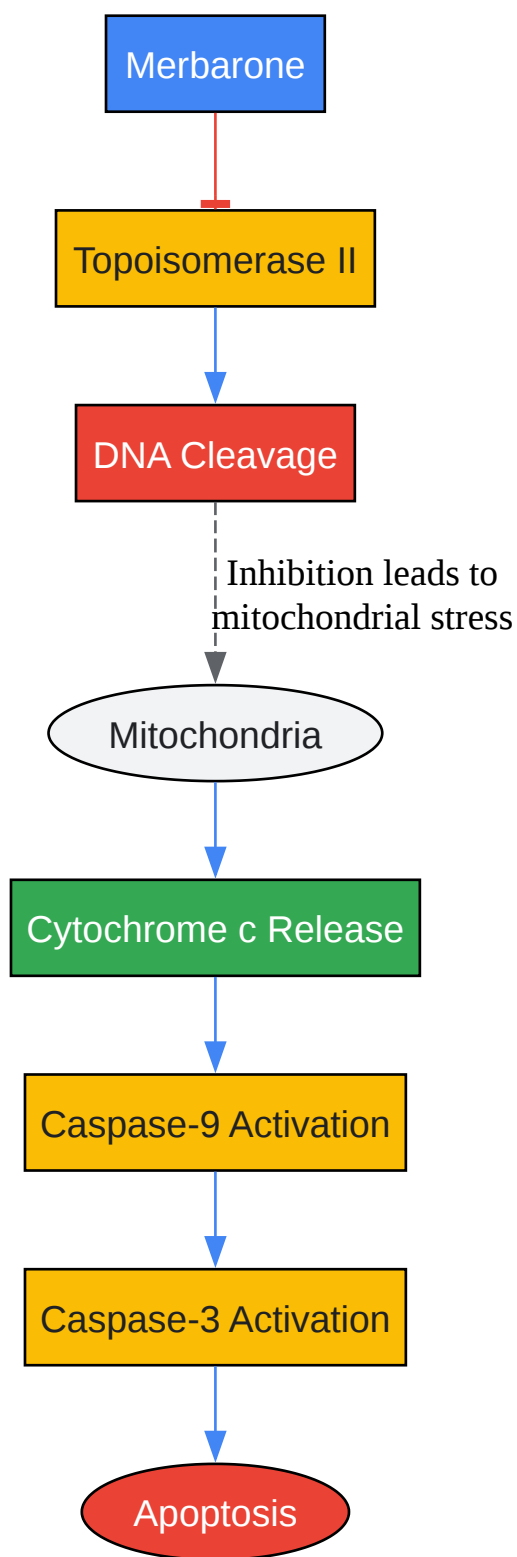 Merbarone
Topoisomerase II
DNA Cleavage
Inhibition leads to
mitochondrial stress
Mitochondria
Cytochrome c Release
Caspase-9 Activation
Caspase-3 Activation
Apoptosis